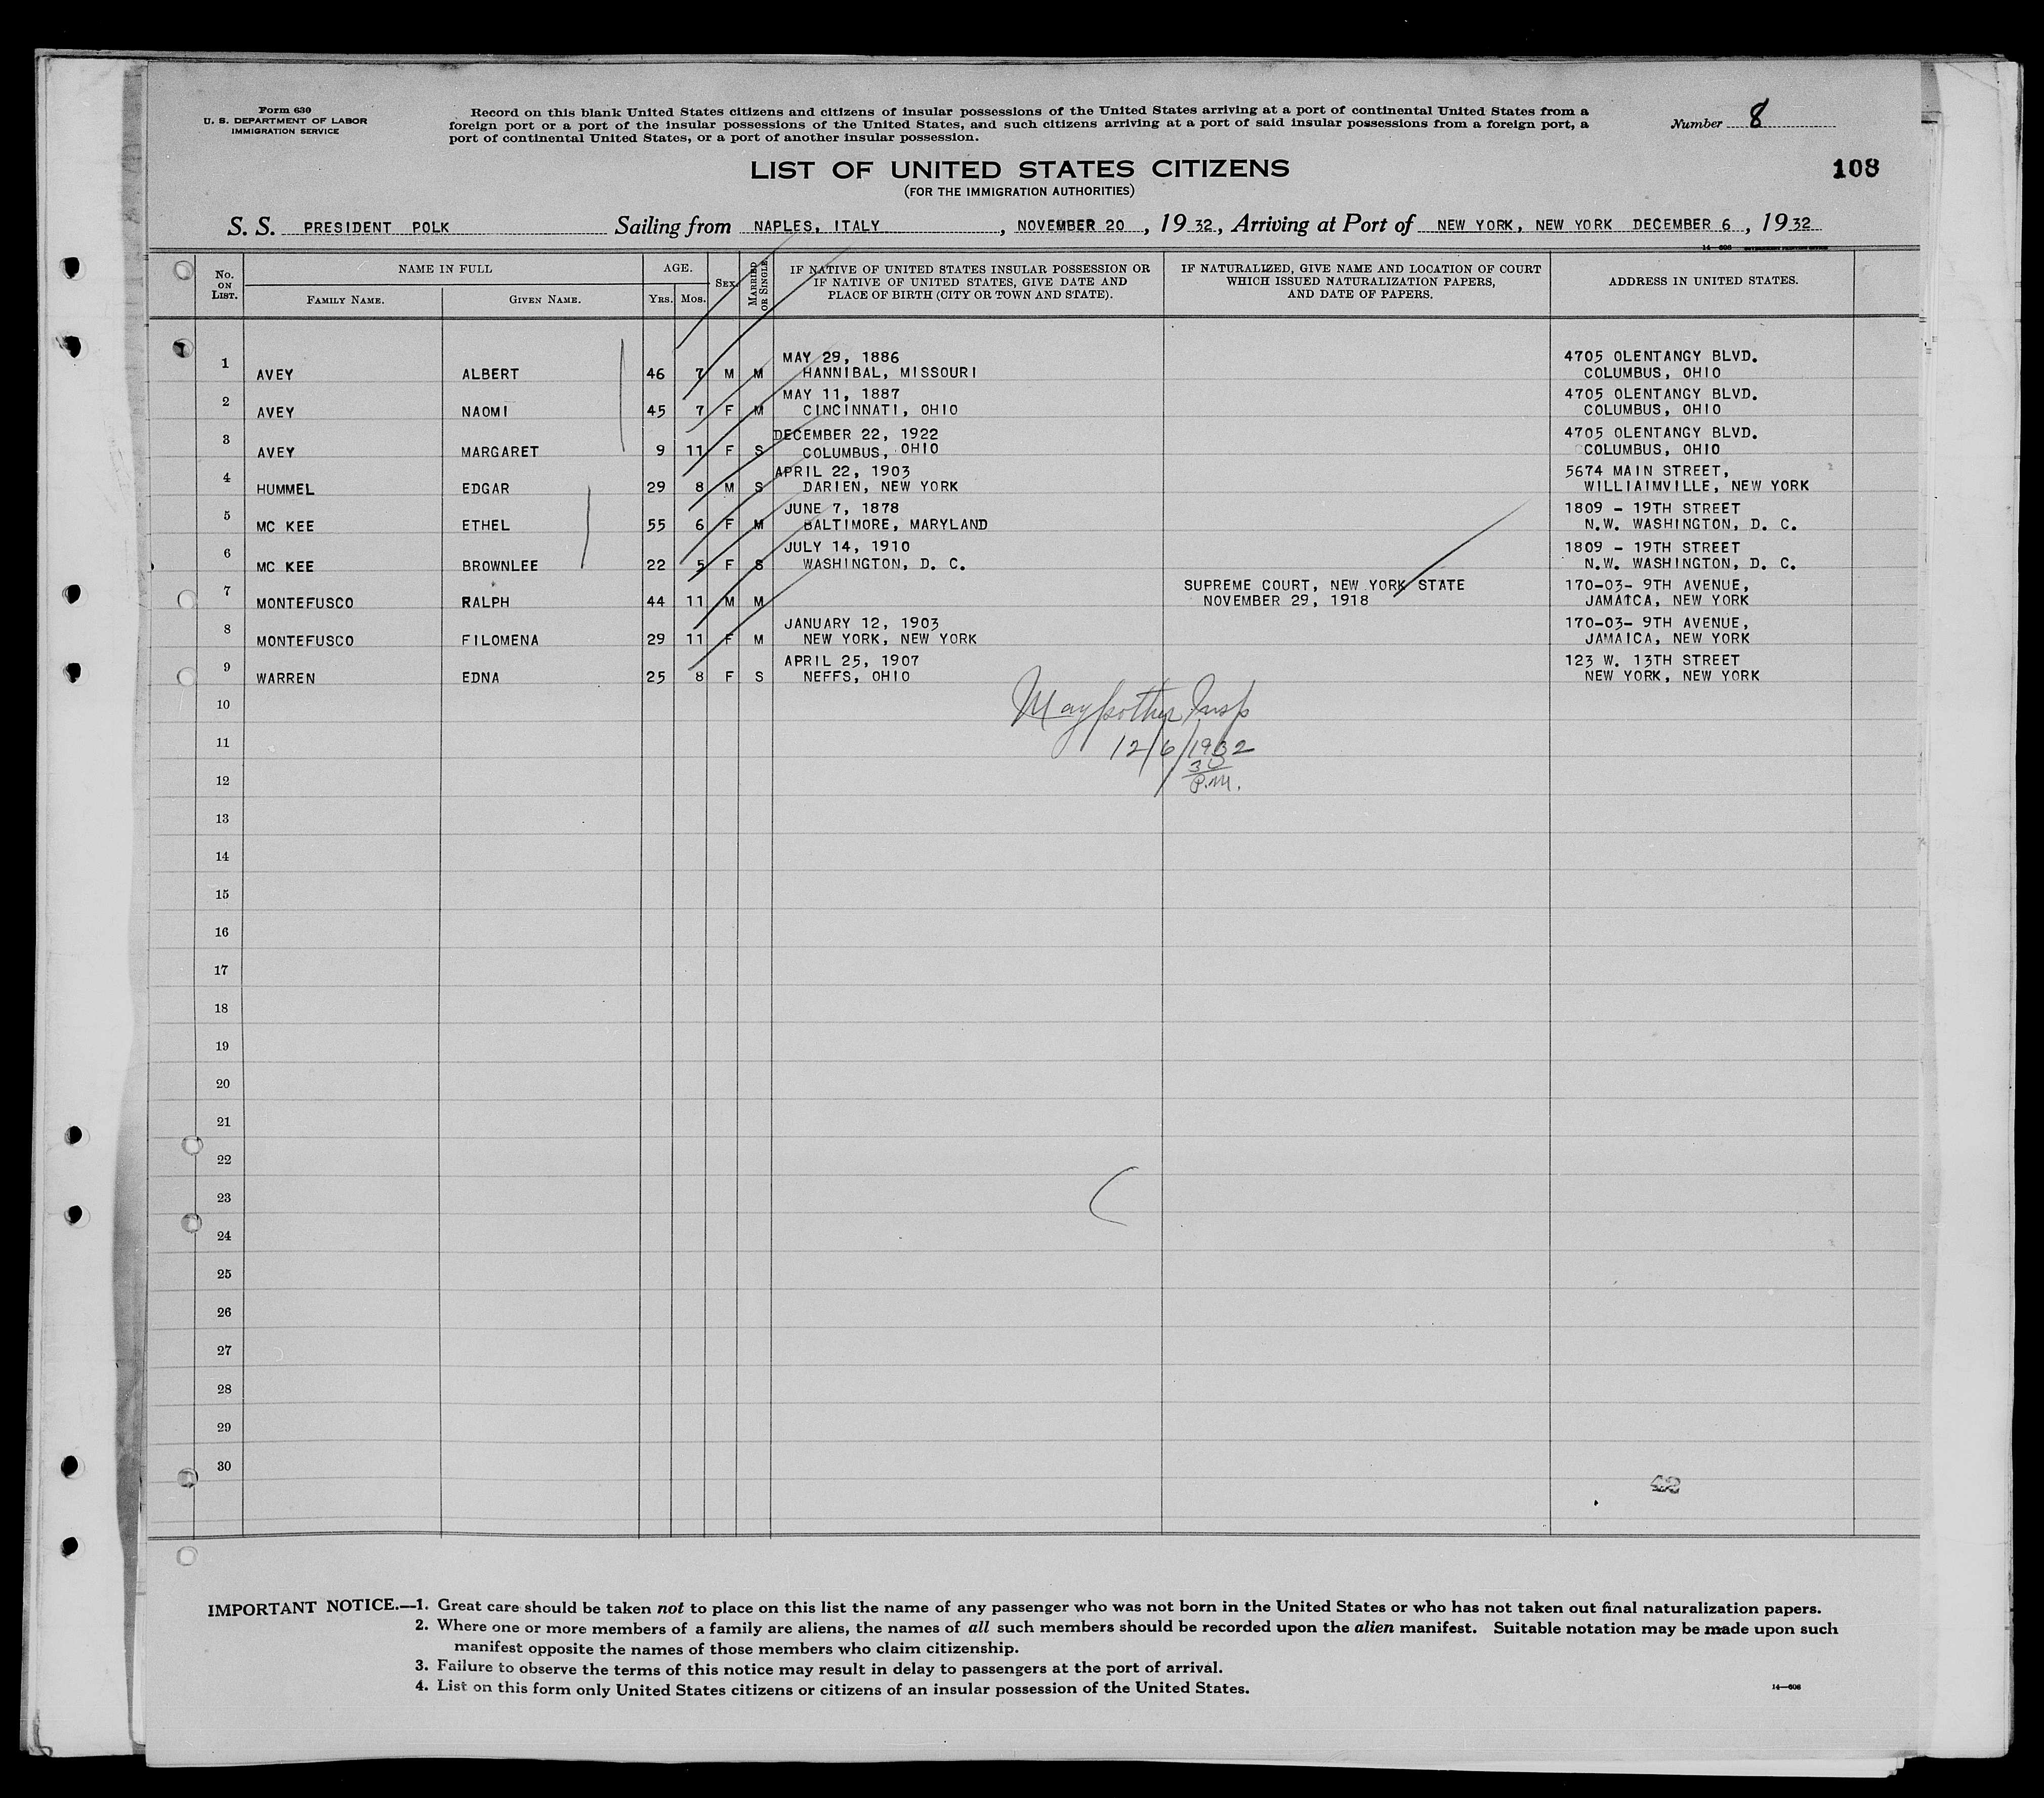 Form 630
U. S. DEPARTMENT OF LABOR
IMMIGRATION SERVICE
Record on this blank United States citizens and citizens of insular possessions of the United States arriving at a port of continental United States from a
foreign port or a port of the insular possessions of the United States, and such citizens arriving at a port of said insular possessions from a foreign port, a
port of continental United States, or a port of another insular possession.
Number 8
LIST OF UNITED STATES CITIZENS
(FOR THE IMMIGRATION AUTHORITIES)
108
S. S. PRESIDENT POLK Sailing from NAPLES, ITALY, NOVEMBER 20, 1932, Arriving at Port of NEW YORK, NEW YORK DECEMBER 6, 1932
14—608
No. ON LIST. NAME IN FULL FAMILY NAME. GIVEN NAME. AGE. YRS. MOS. SEX MARRIED OR SINGLE IF NATIVE OF UNITED STATES INSULAR POSSESSION OR IF NATIVE OF UNITED STATES, GIVE DATE AND PLACE OF BIRTH (CITY OR TOWN AND STATE). IF NATURALIZED, GIVE NAME AND LOCATION OF COURT WHICH ISSUED NATURALIZATION PAPERS, AND DATE OF PAPERS. ADDRESS IN UNITED STATES.
1 AVEY ALBERT 46 7 M M MAY 29, 1886 HANNIBAL, MISSOURI 4705 OLENTANGY BLVD. COLUMBUS, OHIO
2 AVEY NAOMI 45 7 F M MAY 11, 1887 CINCINNATI, OHIO 4705 OLENTANGY BLVD. COLUMBUS, OHIO
3 AVEY MARGARET 9 11 F S DECEMBER 22, 1922 COLUMBUS, OHIO 4705 OLENTANGY BLVD. COLUMBUS, OHIO
4 HUMMEL EDGAR 29 8 M S APRIL 22, 1903 DARIEN, NEW YORK 5674 MAIN STREET, WILLIAIMVILLE, NEW YORK
5 MC KEE ETHEL 55 6 F M JUNE 7, 1878 BALTIMORE, MARYLAND 1809 - 19TH STREET N.W. WASHINGTON, D. C.
6 MC KEE BROWNLEE 22 5 F S JULY 14, 1910 WASHINGTON, D. C. 1809 - 19TH STREET N.W. WASHINGTON, D. C.
7 MONTEFUSCO RALPH 44 11 M M SUPREME COURT, NEW YORK STATE NOVEMBER 29, 1918 170-03- 9TH AVENUE, JAMAICA, NEW YORK
8 MONTEFUSCO FILOMENA 29 11 F M JANUARY 12, 1903 NEW YORK, NEW YORK 170-03- 9TH AVENUE, JAMAICA, NEW YORK
9 WARREN EDNA 25 8 F S APRIL 25, 1907 NEFFS, OHIO 123 W. 13TH STREET NEW YORK, NEW YORK
10
Maypother Insp
11
12/6/1932
12
30
P.M.
13
14
15
16
17
18
19
20
21
22
23
24
25
26
27
28
29
30
42
IMPORTANT NOTICE.—1. Great care should be taken not to place on this list the name of any passenger who was not born in the United States or who has not taken out final naturalization papers.
2. Where one or more members of a family are aliens, the names of all such members should be recorded upon the alien manifest. Suitable notation may be made upon such
manifest opposite the names of those members who claim citizenship.
3. Failure to observe the terms of this notice may result in delay to passengers at the port of arrival.
4. List on this form only United States citizens or citizens of an insular possession of the United States.
14—608